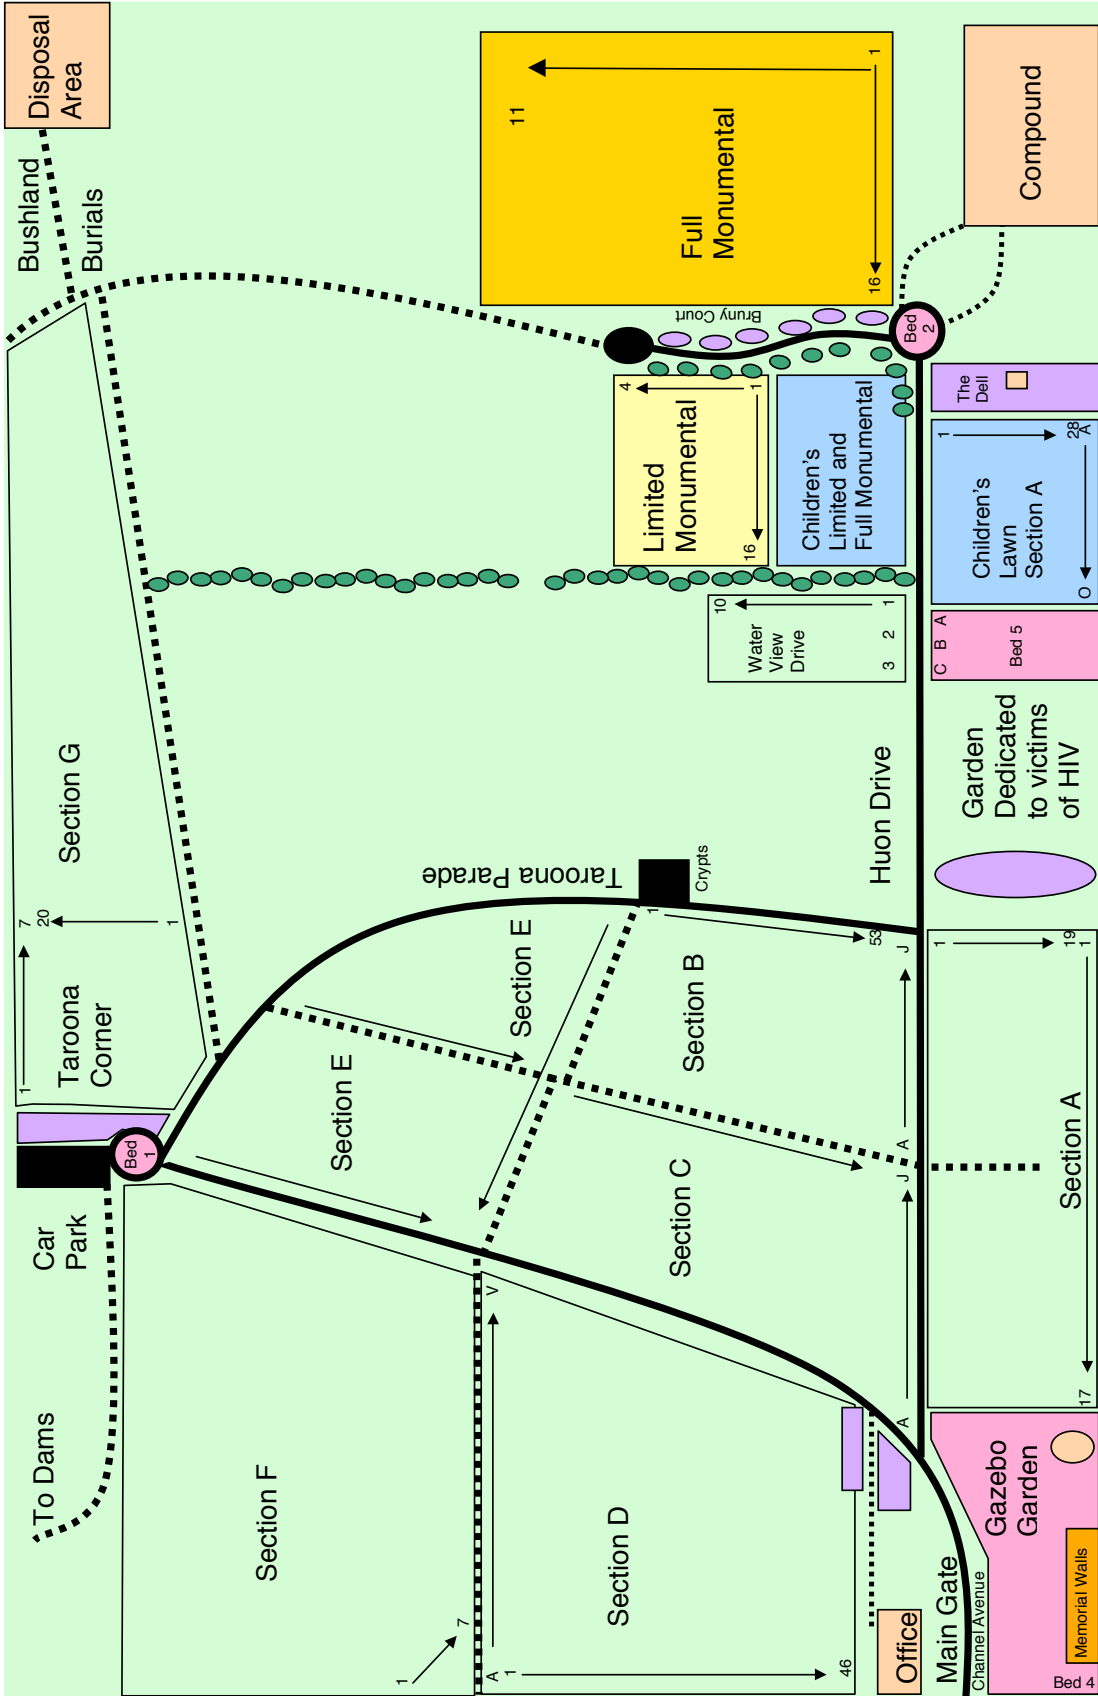 Disposal
Area
Bushland
Burials
Section G
7
20
1
1
Taroona
Corner
Bed
1
Car
Park
To Dams
11
1
Full
Monumental
16
Bruny Court
Compound
Bed
2
4
1
Limited
Monumental
16
Children's
Limited and
Full Monumental
The
Dell
1
28
A
Children's
Lawn
Section A
O
10
1
2
3
Water
View
Drive
A
B
C
Bed 5
Garden
Dedicated
to victims
of HIV
Huon Drive
Taroona Parade
Crypts
1
53
J
Section E
Section B
Section E
A
J
Section C
A
1
19
1
Section A
17
V
Section F
1
7
A
1
Section D
46
Office
Main Gate
Channel Avenue
Gazebo
Garden
Memorial Walls
Bed 4